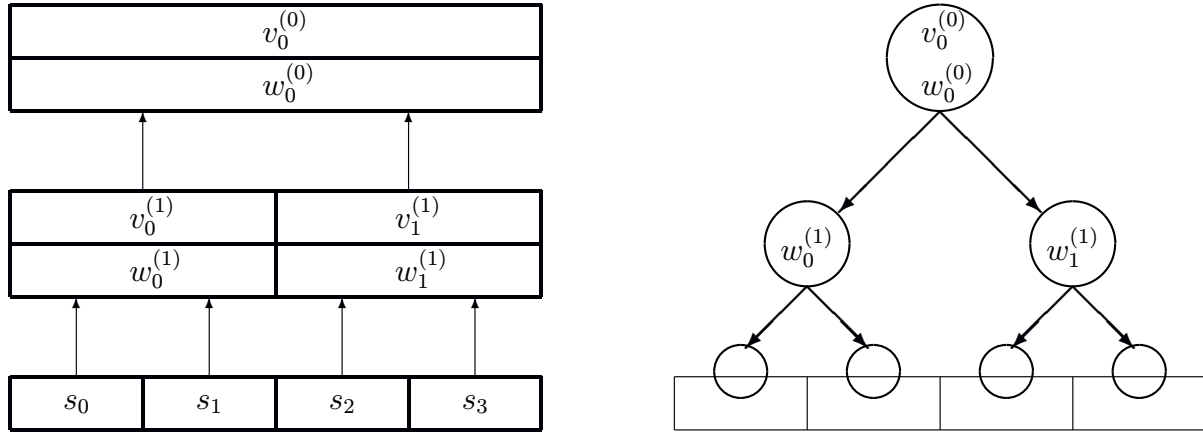 v_0^{(0)}
w_0^{(0)}
v_0^{(1)} v_1^{(1)}
w_0^{(1)} w_1^{(1)}
s_0 s_1 s_2 s_3
v_0^{(0)}
w_0^{(0)}
w_0^{(1)} w_1^{(1)}